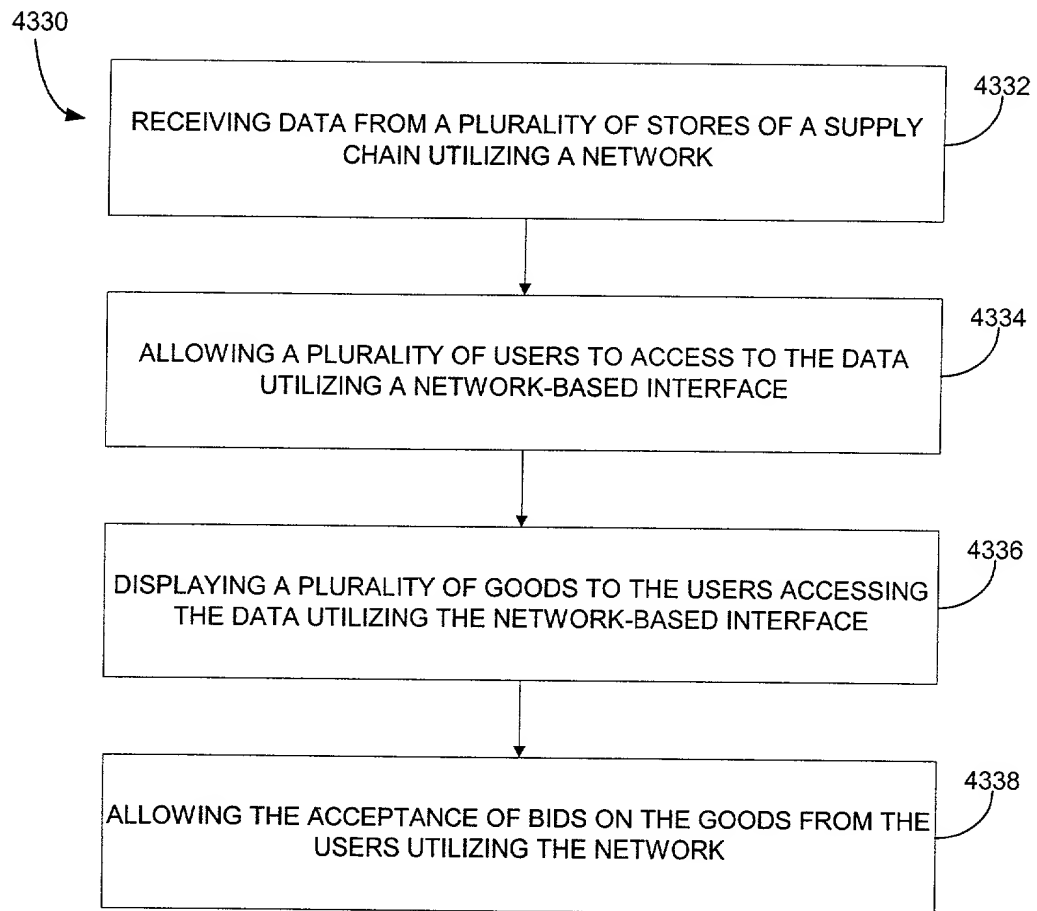 4330
4332
RECEIVING DATA FROM A PLURALITY OF STORES OF A SUPPLY
CHAIN UTILIZING A NETWORK
4334
ALLOWING A PLURALITY OF USERS TO ACCESS TO THE DATA
UTILIZING A NETWORK-BASED INTERFACE
4336
DISPLAYING A PLURALITY OF GOODS TO THE USERS ACCESSING
THE DATA UTILIZING THE NETWORK-BASED INTERFACE
4338
ALLOWING THE ACCEPTANCE OF BIDS ON THE GOODS FROM THE
USERS UTILIZING THE NETWORK